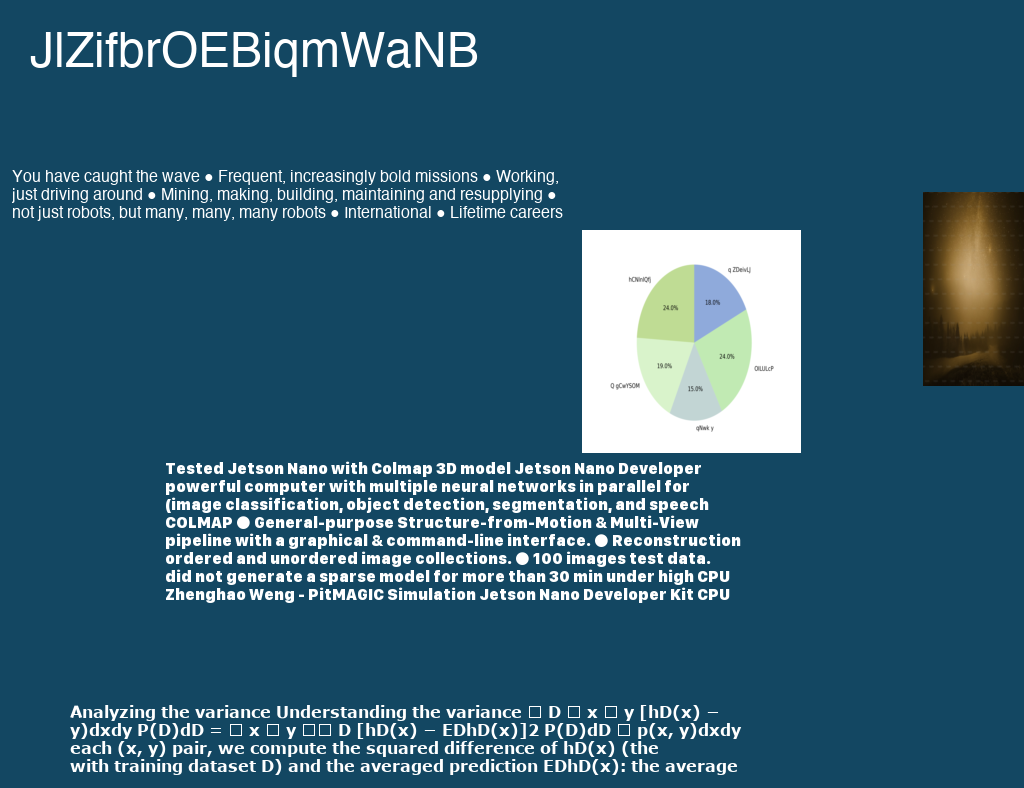 JIZifbrOEBiqmWaNB
You have caught the wave ● Frequent, increasingly bold missions ● Working,
just driving around ● Mining, making, building, maintaining and resupplying ●
not just robots, but many, many, many robots ● International ● Lifetime careers
q ZDeivLJ
hCNInlQfJ
18.0%
24.0%
24.0%
19.0%
OILULcP
Q gCwYSOM
15.0%
qNwk y
Tested Jetson Nano with Colmap 3D model Jetson Nano Developer
powerful computer with multiple neural networks in parallel for
(image classification, object detection, segmentation, and speech
COLMAP ● General-purpose Structure-from-Motion & Multi-View
pipeline with a graphical & command-line interface. ● Reconstruction
ordered and unordered image collections. ● 100 images test data.
did not generate a sparse model for more than 30 min under high CPU
Zhenghao Weng - PitMAGIC Simulation Jetson Nano Developer Kit CPU
Analyzing the variance Understanding the variance □ D □ x □ y [hD(x) −
y)dxdy P(D)dD = □ x □ y □□ D [hD(x) − EDhD(x)]2 P(D)dD □ p(x, y)dxdy
each (x, y) pair, we compute the squared difference of hD(x) (the
with training dataset D) and the averaged prediction EDhD(x): the average